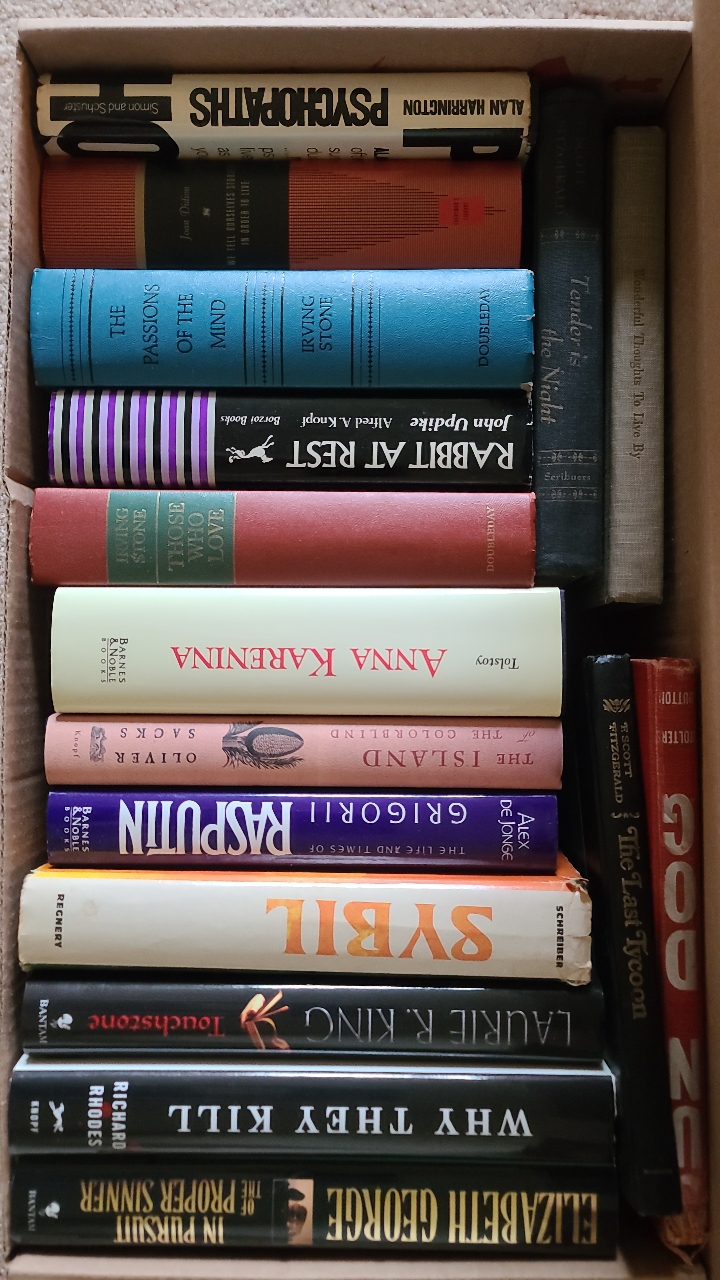 ALAN HARRINGTON
PSYCHOPATHS
Simon and Schuster
Joan Didion
WE TELL OURSELVES STORIES
IN ORDER TO LIVE
THE
PASSIONS
OF THE
MIND
IRVING
STONE
DOUBLEDAY
John Updike
RABBIT AT REST
Alfred A. Knopf
Borzoi Books
IRVING
STONE
THOSE
WHO
LOVE
DOUBLEDAY
Tolstoy
ANNA KARENINA
BARNES
& NOBLE
BOOKS
THE ISLAND
OF THE COLORBLIND
OLIVER
SACKS
Knopf
ALEX
DE JONGE
THE LIFE AND TIMES OF
GRIGORII
RASPUTIN
BARNES
& NOBLE
BOOKS
SCHREIBER
SYBIL
REGNERY
LAURIE R. KING
Touchstone
BANTAM
WHY THEY KILL
RICHARD
RHODES
KNOPF
ELIZABETH GEORGE
IN PURSUIT
OF THE PROPER SINNER
BANTAM
Tender is
the Night
Scribners
Wonderful Thoughts To Live By
F. SCOTT
FITZGERALD
The Last Tycoon
GOD NO